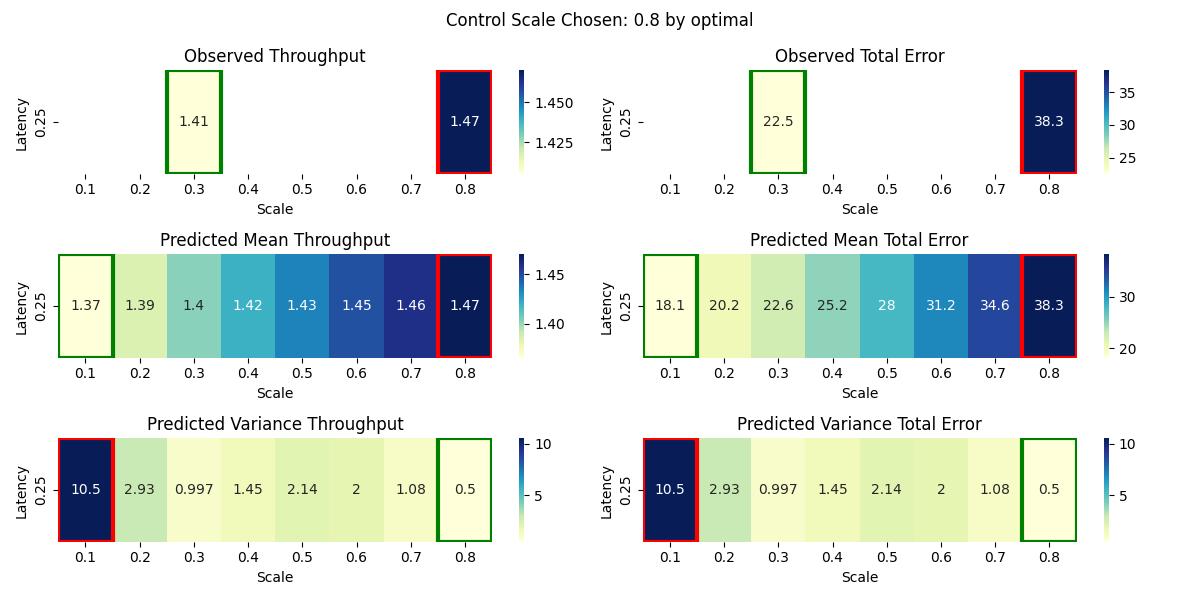 Control Scale Chosen: 0.8 by optimal
Observed Throughput
Latency
0.25
1.41
1.47
0.1 0.2 0.3 0.4 0.5 0.6 0.7 0.8
Scale
1.450
1.425
Observed Total Error
Latency
0.25
22.5
38.3
0.1 0.2 0.3 0.4 0.5 0.6 0.7 0.8
Scale
35
30
25
Predicted Mean Throughput
Latency
0.25
1.37 1.39 1.4 1.42 1.43 1.45 1.46 1.47
0.1 0.2 0.3 0.4 0.5 0.6 0.7 0.8
Scale
1.45
1.40
Predicted Mean Total Error
Latency
0.25
18.1 20.2 22.6 25.2 28 31.2 34.6 38.3
0.1 0.2 0.3 0.4 0.5 0.6 0.7 0.8
Scale
30
20
Predicted Variance Throughput
Latency
0.25
10.5 2.93 0.997 1.45 2.14 2 1.08 0.5
0.1 0.2 0.3 0.4 0.5 0.6 0.7 0.8
Scale
10
5
Predicted Variance Total Error
Latency
0.25
10.5 2.93 0.997 1.45 2.14 2 1.08 0.5
0.1 0.2 0.3 0.4 0.5 0.6 0.7 0.8
Scale
10
5